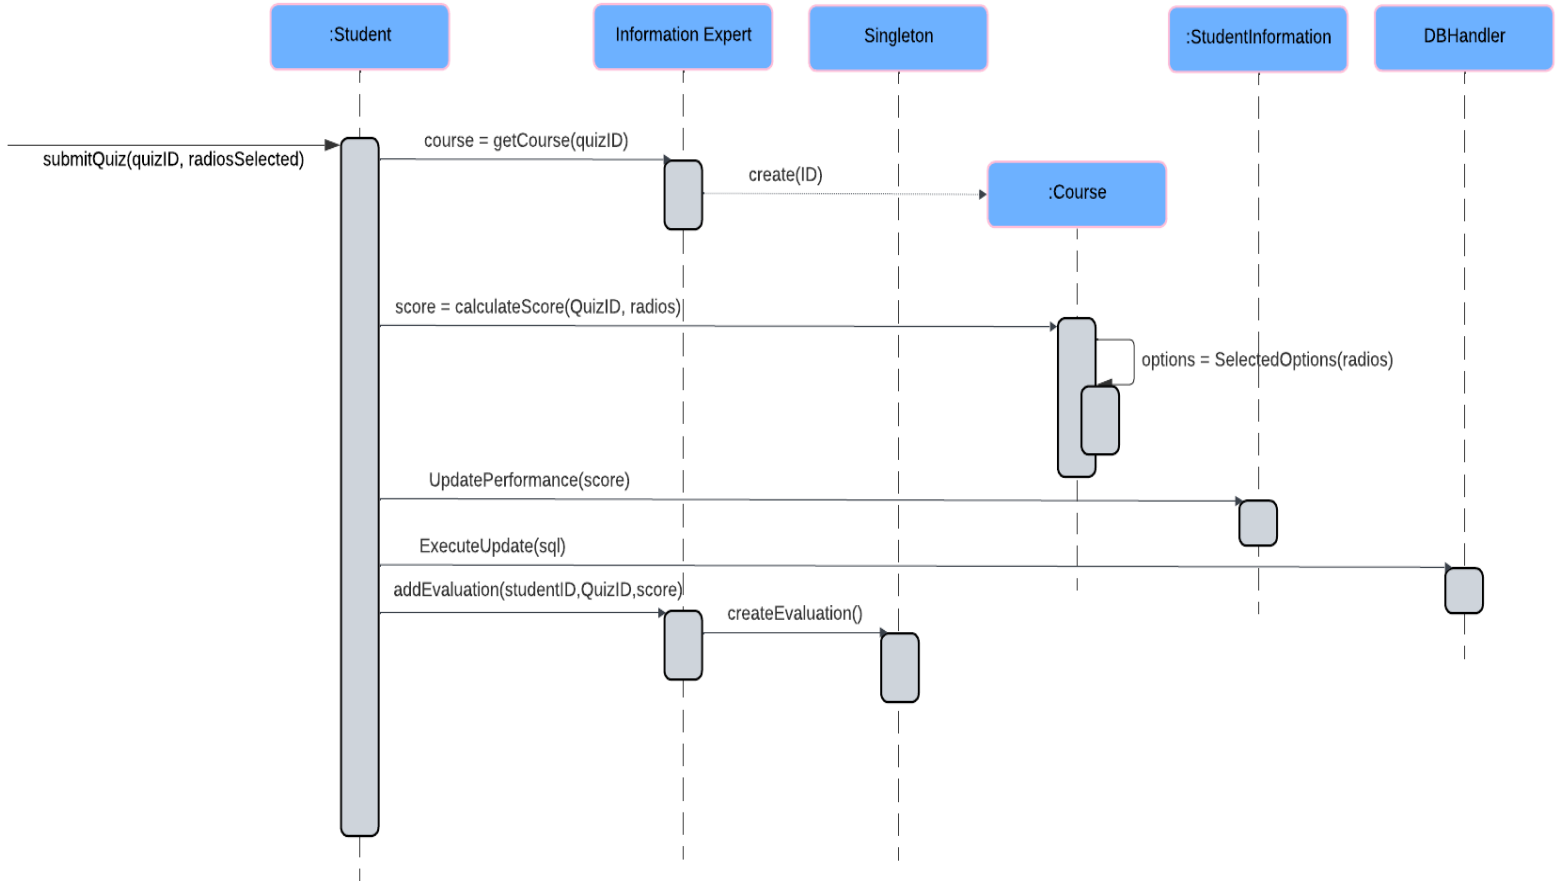 :Student
Information Expert
Singleton
:StudentInformation
DBHandler
submitQuiz(quizID, radiosSelected)
course = getCourse(quizID)
create(ID)
:Course
score = calculateScore(QuizID, radios)
options = SelectedOptions(radios)
UpdatePerformance(score)
ExecuteUpdate(sql)
addEvaluation(studentID,QuizID,score)
createEvaluation()